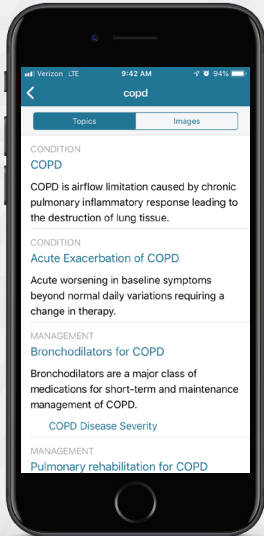 Verizon LTE 9:42 AM 94%
copd
Topics Images
CONDITION
COPD
COPD is airflow limitation caused by chronic
pulmonary inflammatory response leading to
the destruction of lung tissue.
CONDITION
Acute Exacerbation of COPD
Acute worsening in baseline symptoms
beyond normal daily variations requiring a
change in therapy.
MANAGEMENT
Bronchodilators for COPD
Bronchodilators are a major class of
medications for short-term and maintenance
management of COPD.
COPD Disease Severity
MANAGEMENT
Pulmonary rehabilitation for COPD